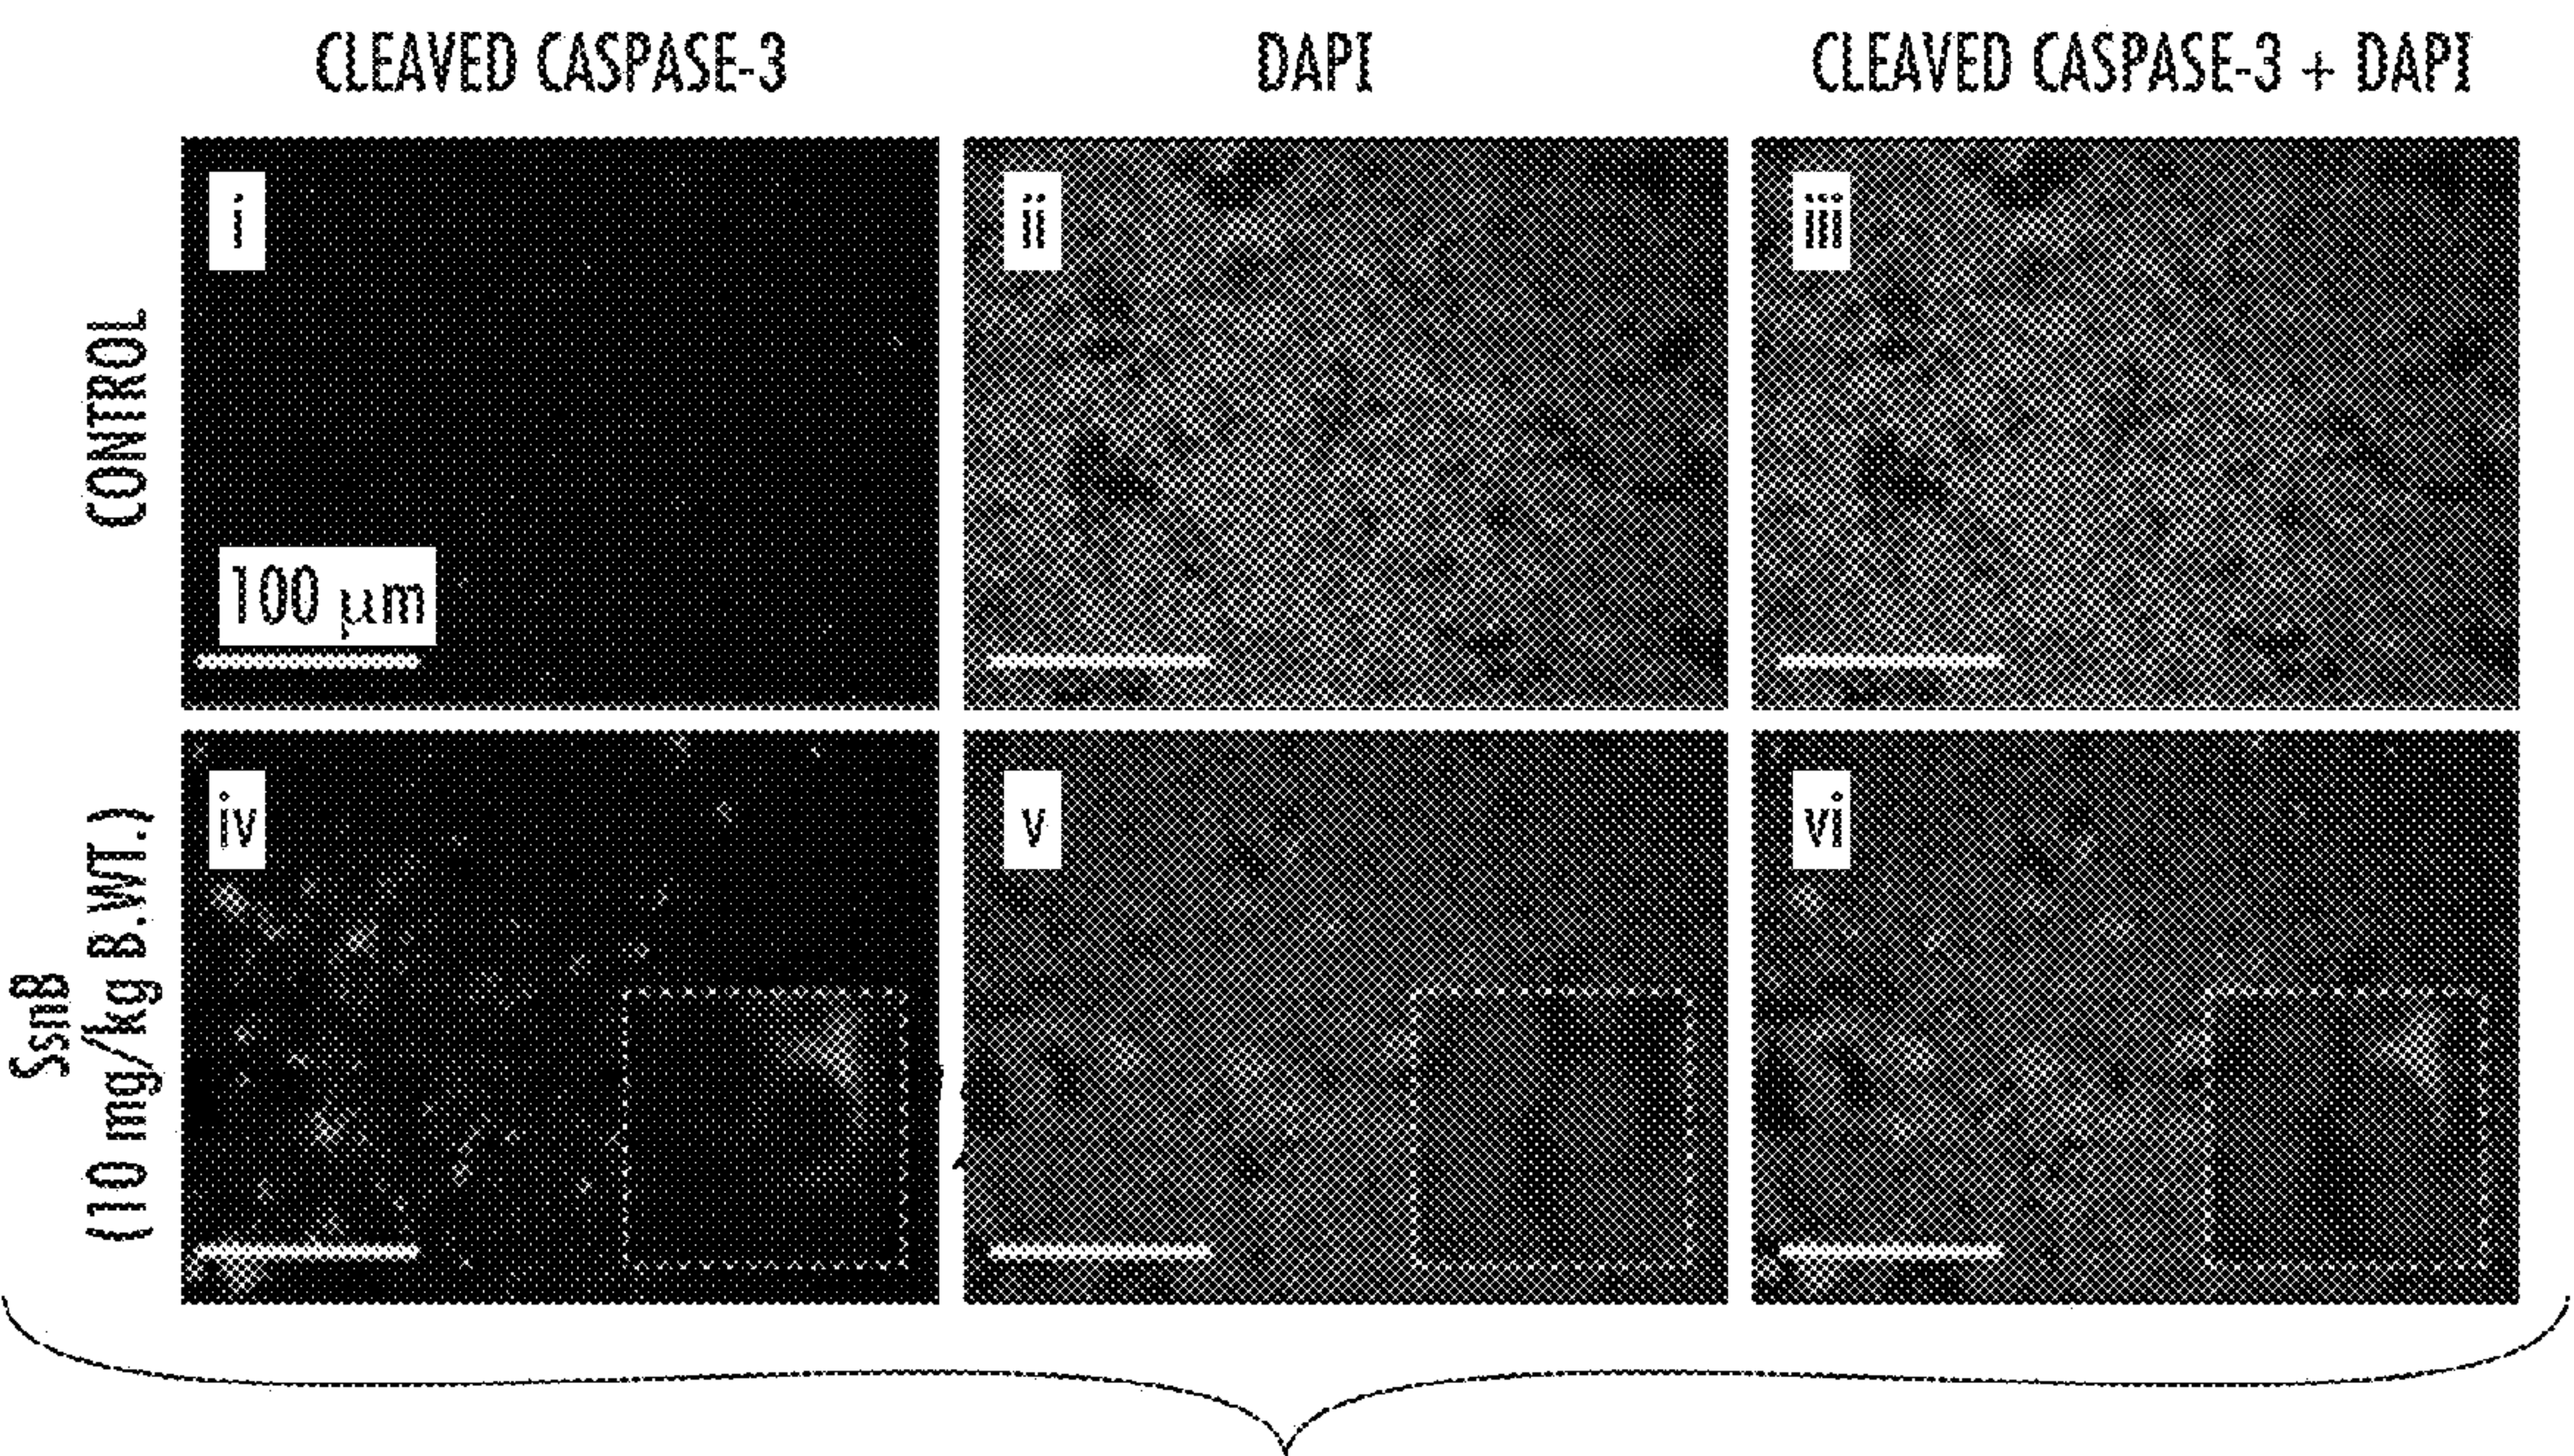 CLEAVED CASPASE-3
DAPI
CLEAVED CASPASE-3 + DAPI
CONTROL
i
ii
iii
100 μm
Ssn8
(10 mg/kg B.WT.)
iv
v
vi